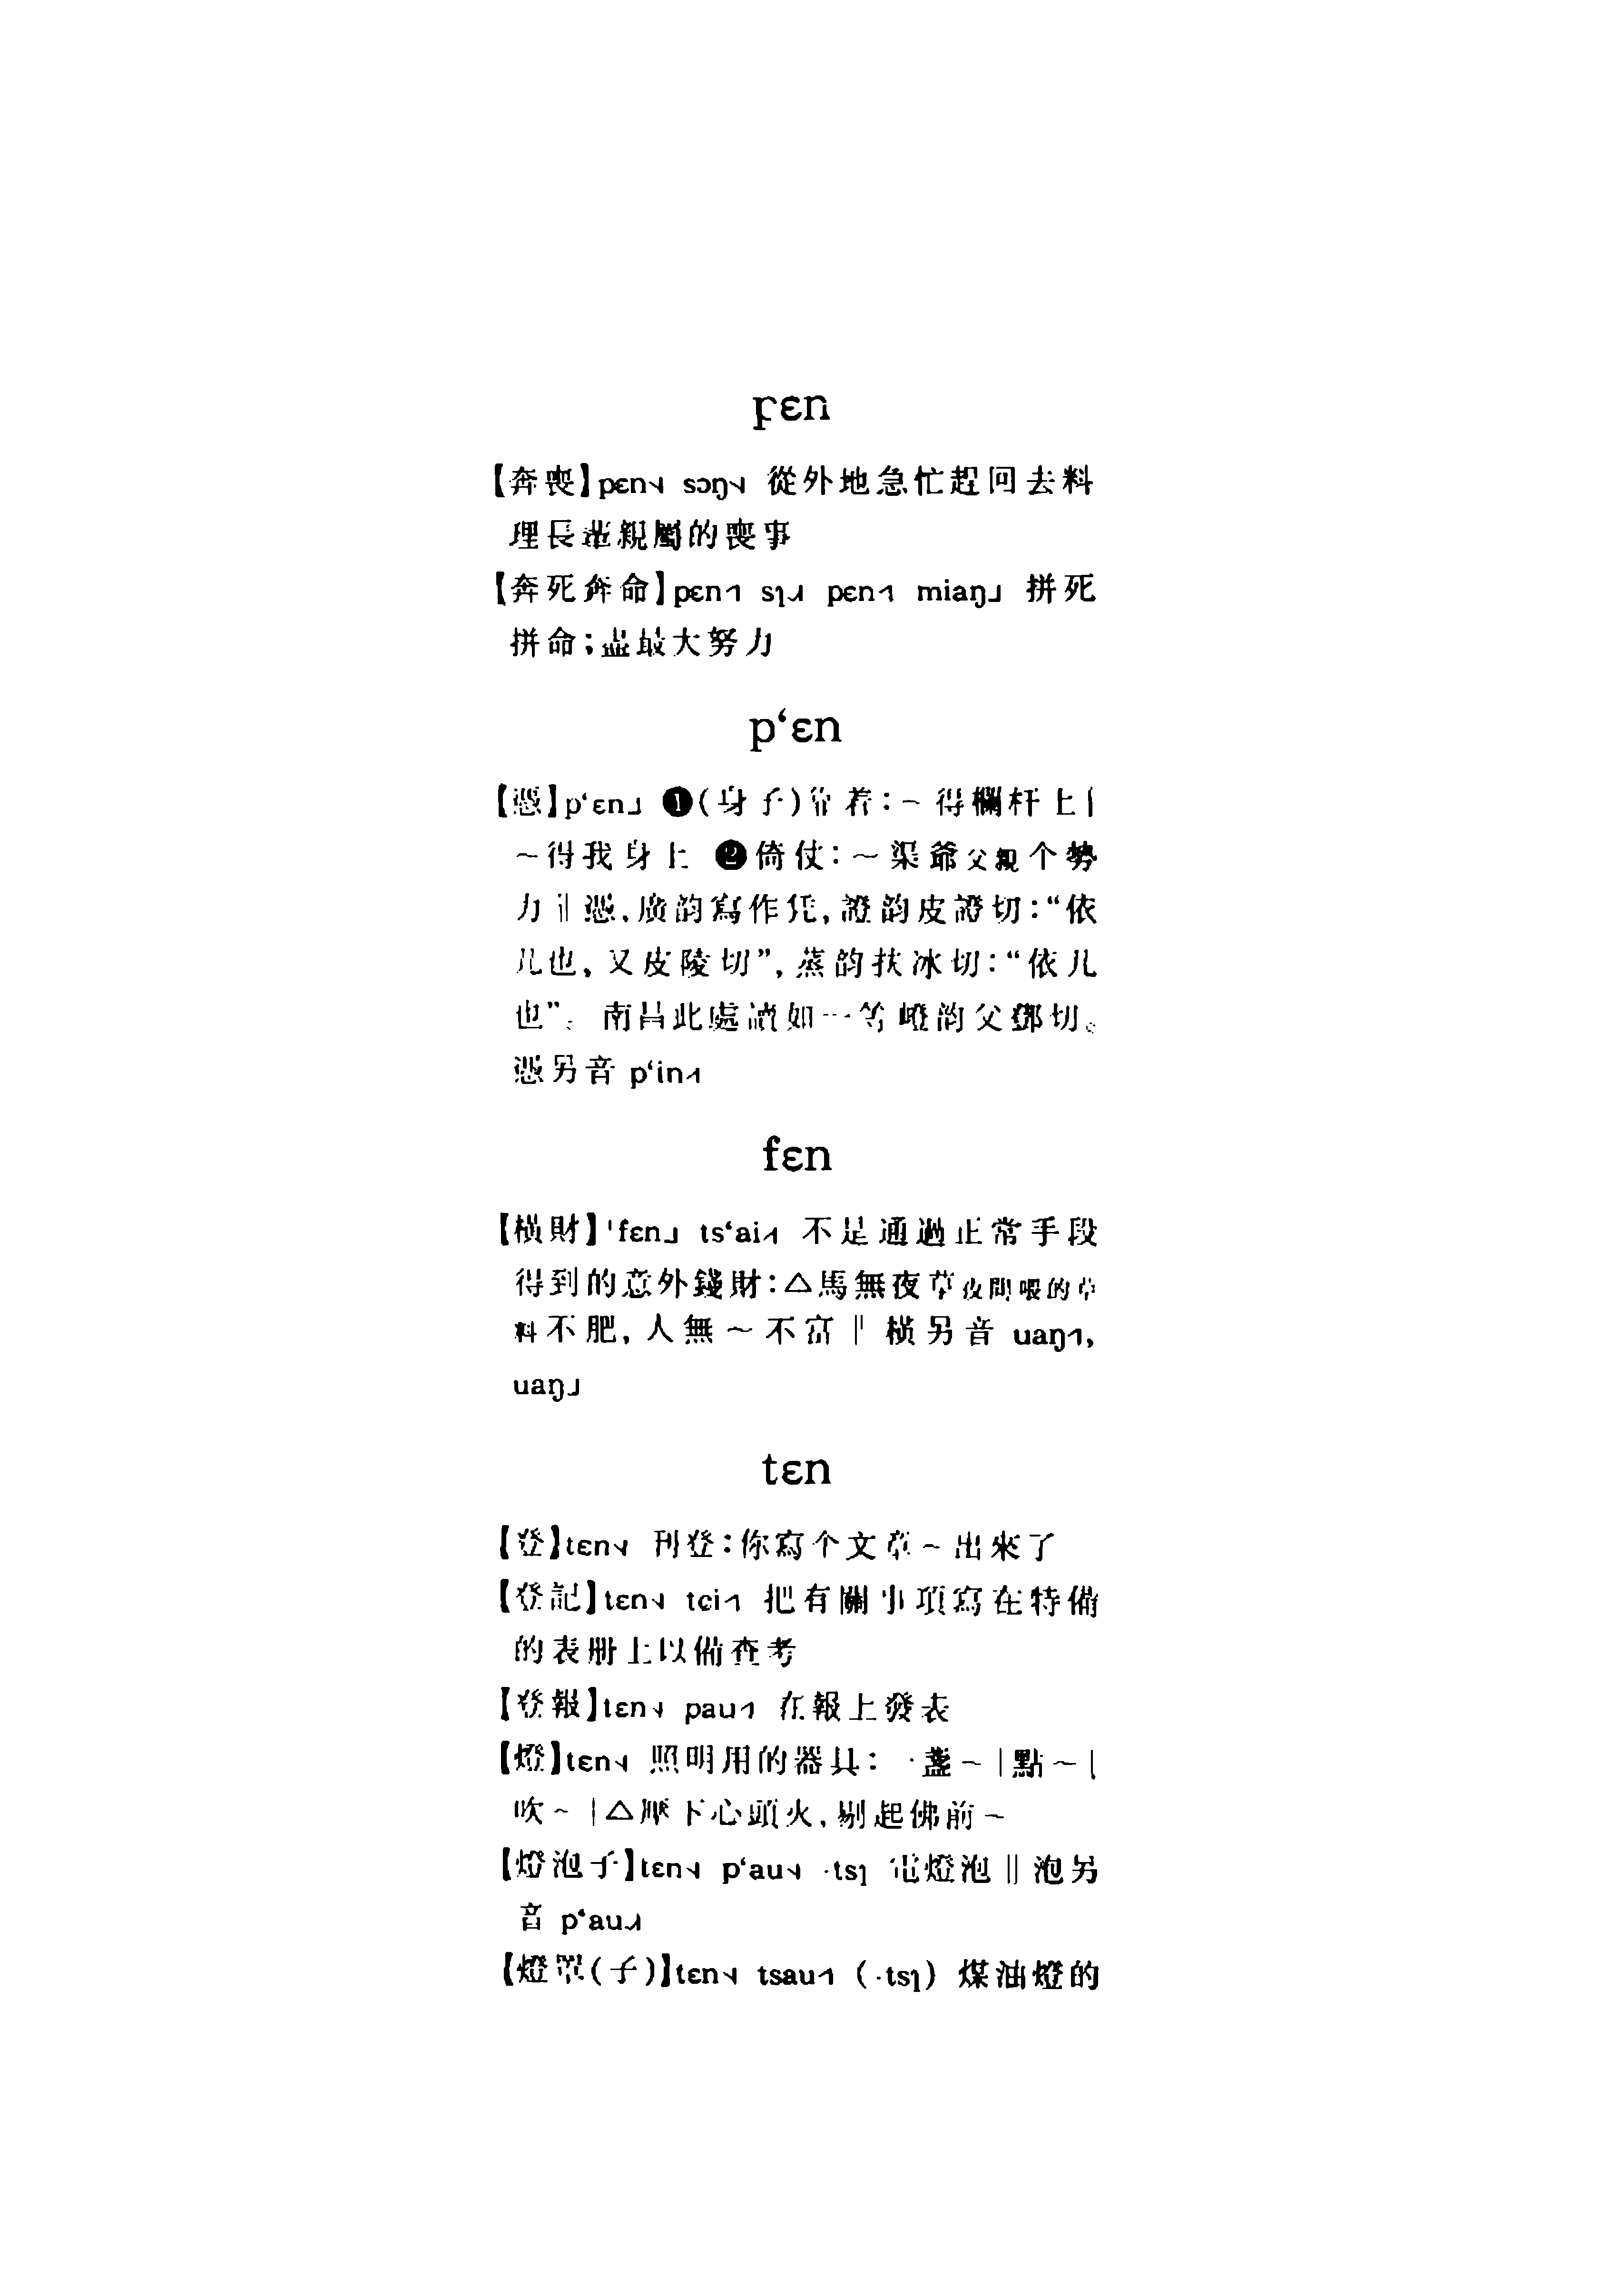 pɛn
【奔喪】pɛn˧˩ sɔŋ˧˩ 從外地急忙趕回去料
理長輩親屬的喪事
【奔死奔命】pɛn˦ sɿ˨˩˧ pɛn˦ miaŋ˩ 拼死
拼命；盡最大努力
p‘ɛn
【憑】p‘ɛn˩ ❶(身子)靠着：～得欄杆上｜
～得我身上 ❷倚仗：～渠爺父親个勢
力‖憑，廣韵寫作凭，證韵皮證切：“依
几也，又皮陵切”，蒸韵扶冰切：“依几
也”。南昌此處讀如一等嶝韵父鄧切。
憑另音 p‘in˨˦
fɛn
【橫財】fɛn˩ ts‘ai˨˦ 不是通過正常手段
得到的意外錢財：△馬無夜草夜間喂的草
料不肥，人無～不富‖橫另音 uaŋ˦,
uaŋ˩
tɛn
【登】tɛn˧˩ 刊登：你寫个文章～出來了
【登記】tɛn˧˩ tɕi˦ 把有關事項寫在特備
的表册上以備查考
【登報】tɛn˧˩ pau˦ 在報上發表
【燈】tɛn˧˩ 照明用的器具：一盞～｜點～｜
吹～｜△壓下心頭火，剔起佛前～
【燈泡子】tɛn˧˩ p‘au˧˩ ·tsɿ 電燈泡‖泡另
音 p‘au˨˩˧
【燈罩(子)】tɛn˧˩ tsau˦ (·tsɿ) 煤油燈的